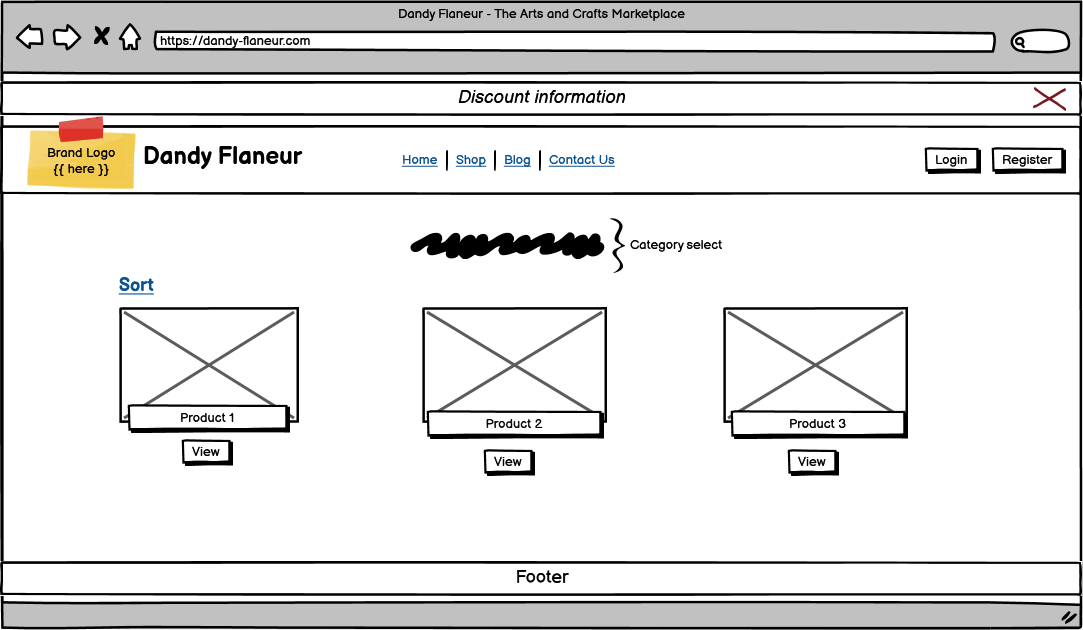 Dandy Flaneur - The Arts and Crafts Marketplace
https://dandy-flaneur.com
Discount information
Brand Logo
{{ here }}
Dandy Flaneur
Home
Shop
Blog
Contact Us
Login
Register
Category select
Sort
Product 1
Product 2
Product 3
View
View
View
Footer